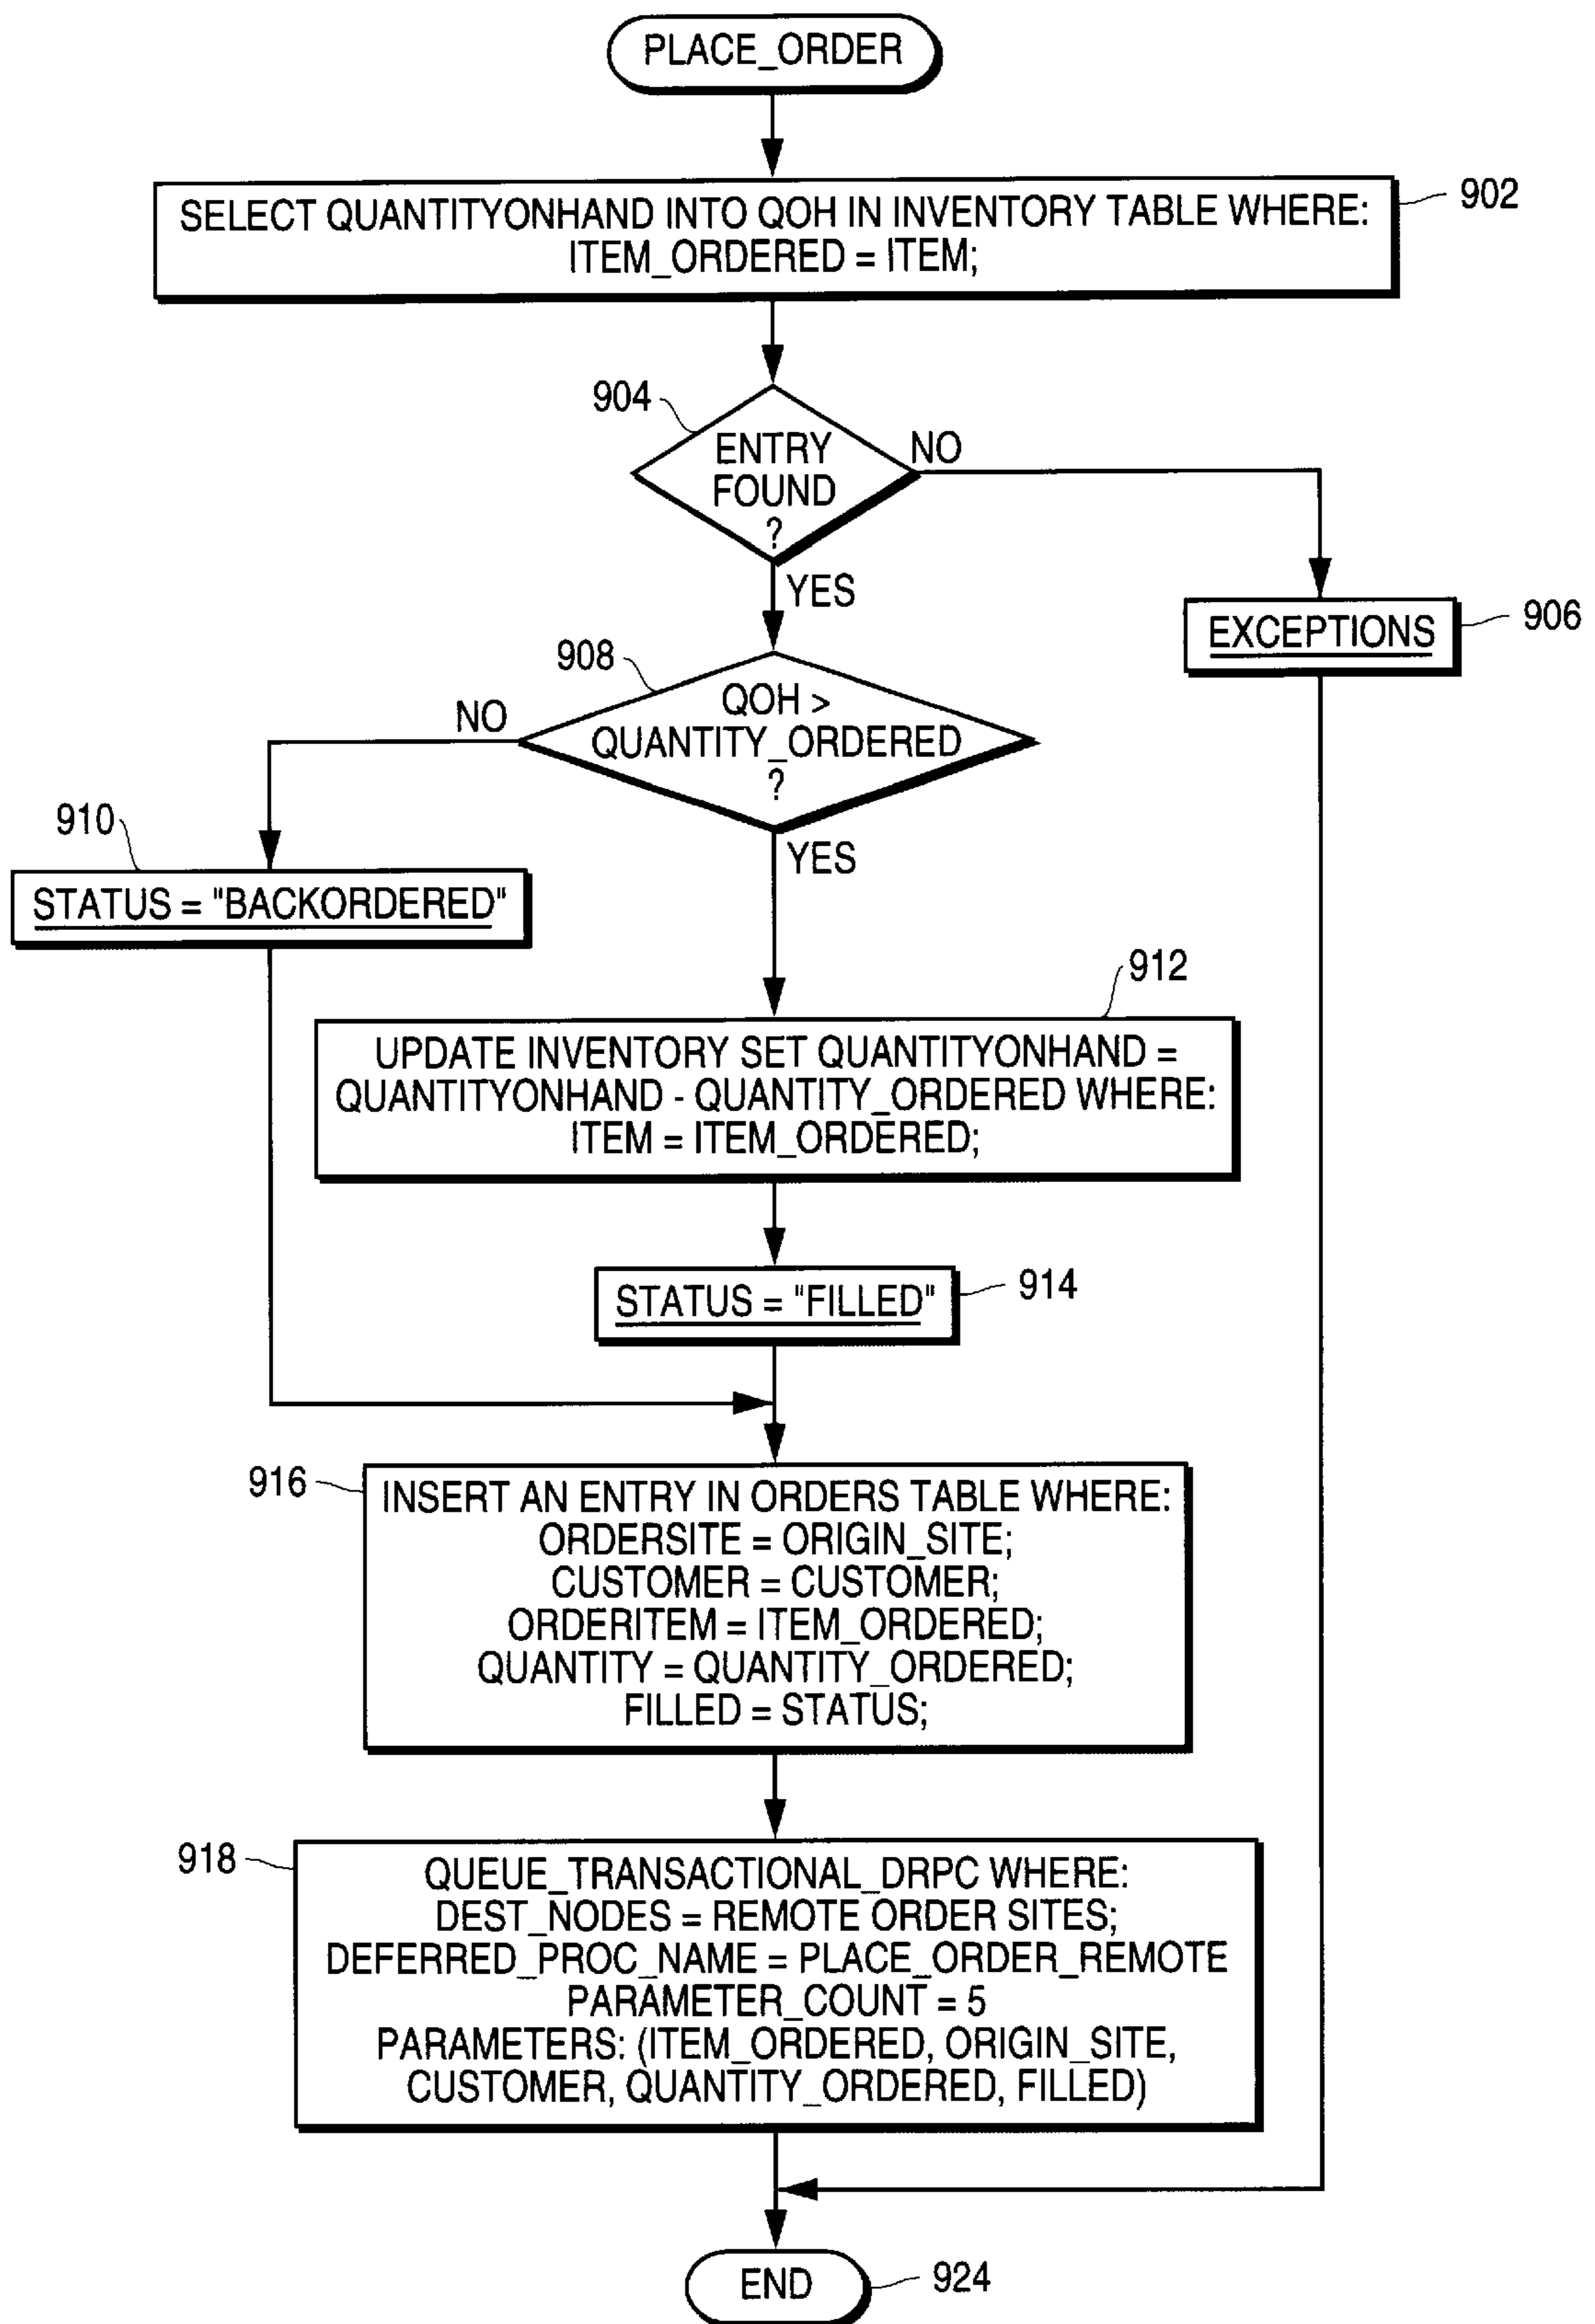 PLACE_ORDER
902
SELECT QUANTITYONHAND INTO QOH IN INVENTORY TABLE WHERE:
ITEM_ORDERED = ITEM;
904
ENTRY
FOUND
?
NO
YES
906
EXCEPTIONS
908
QOH >
QUANTITY_ORDERED
?
NO
YES
910
STATUS = "BACKORDERED"
912
UPDATE INVENTORY SET QUANTITYONHAND =
QUANTITYONHAND - QUANTITY_ORDERED WHERE:
ITEM = ITEM_ORDERED;
STATUS = "FILLED"
914
916
INSERT AN ENTRY IN ORDERS TABLE WHERE:
ORDERSITE = ORIGIN_SITE;
CUSTOMER = CUSTOMER;
ORDERITEM = ITEM_ORDERED;
QUANTITY = QUANTITY_ORDERED;
FILLED = STATUS;
918
QUEUE_TRANSACTIONAL_DRPC WHERE:
DEST_NODES = REMOTE ORDER SITES;
DEFERRED_PROC_NAME = PLACE_ORDER_REMOTE
PARAMETER_COUNT = 5
PARAMETERS: (ITEM_ORDERED, ORIGIN_SITE,
CUSTOMER, QUANTITY_ORDERED, FILLED)
END
924